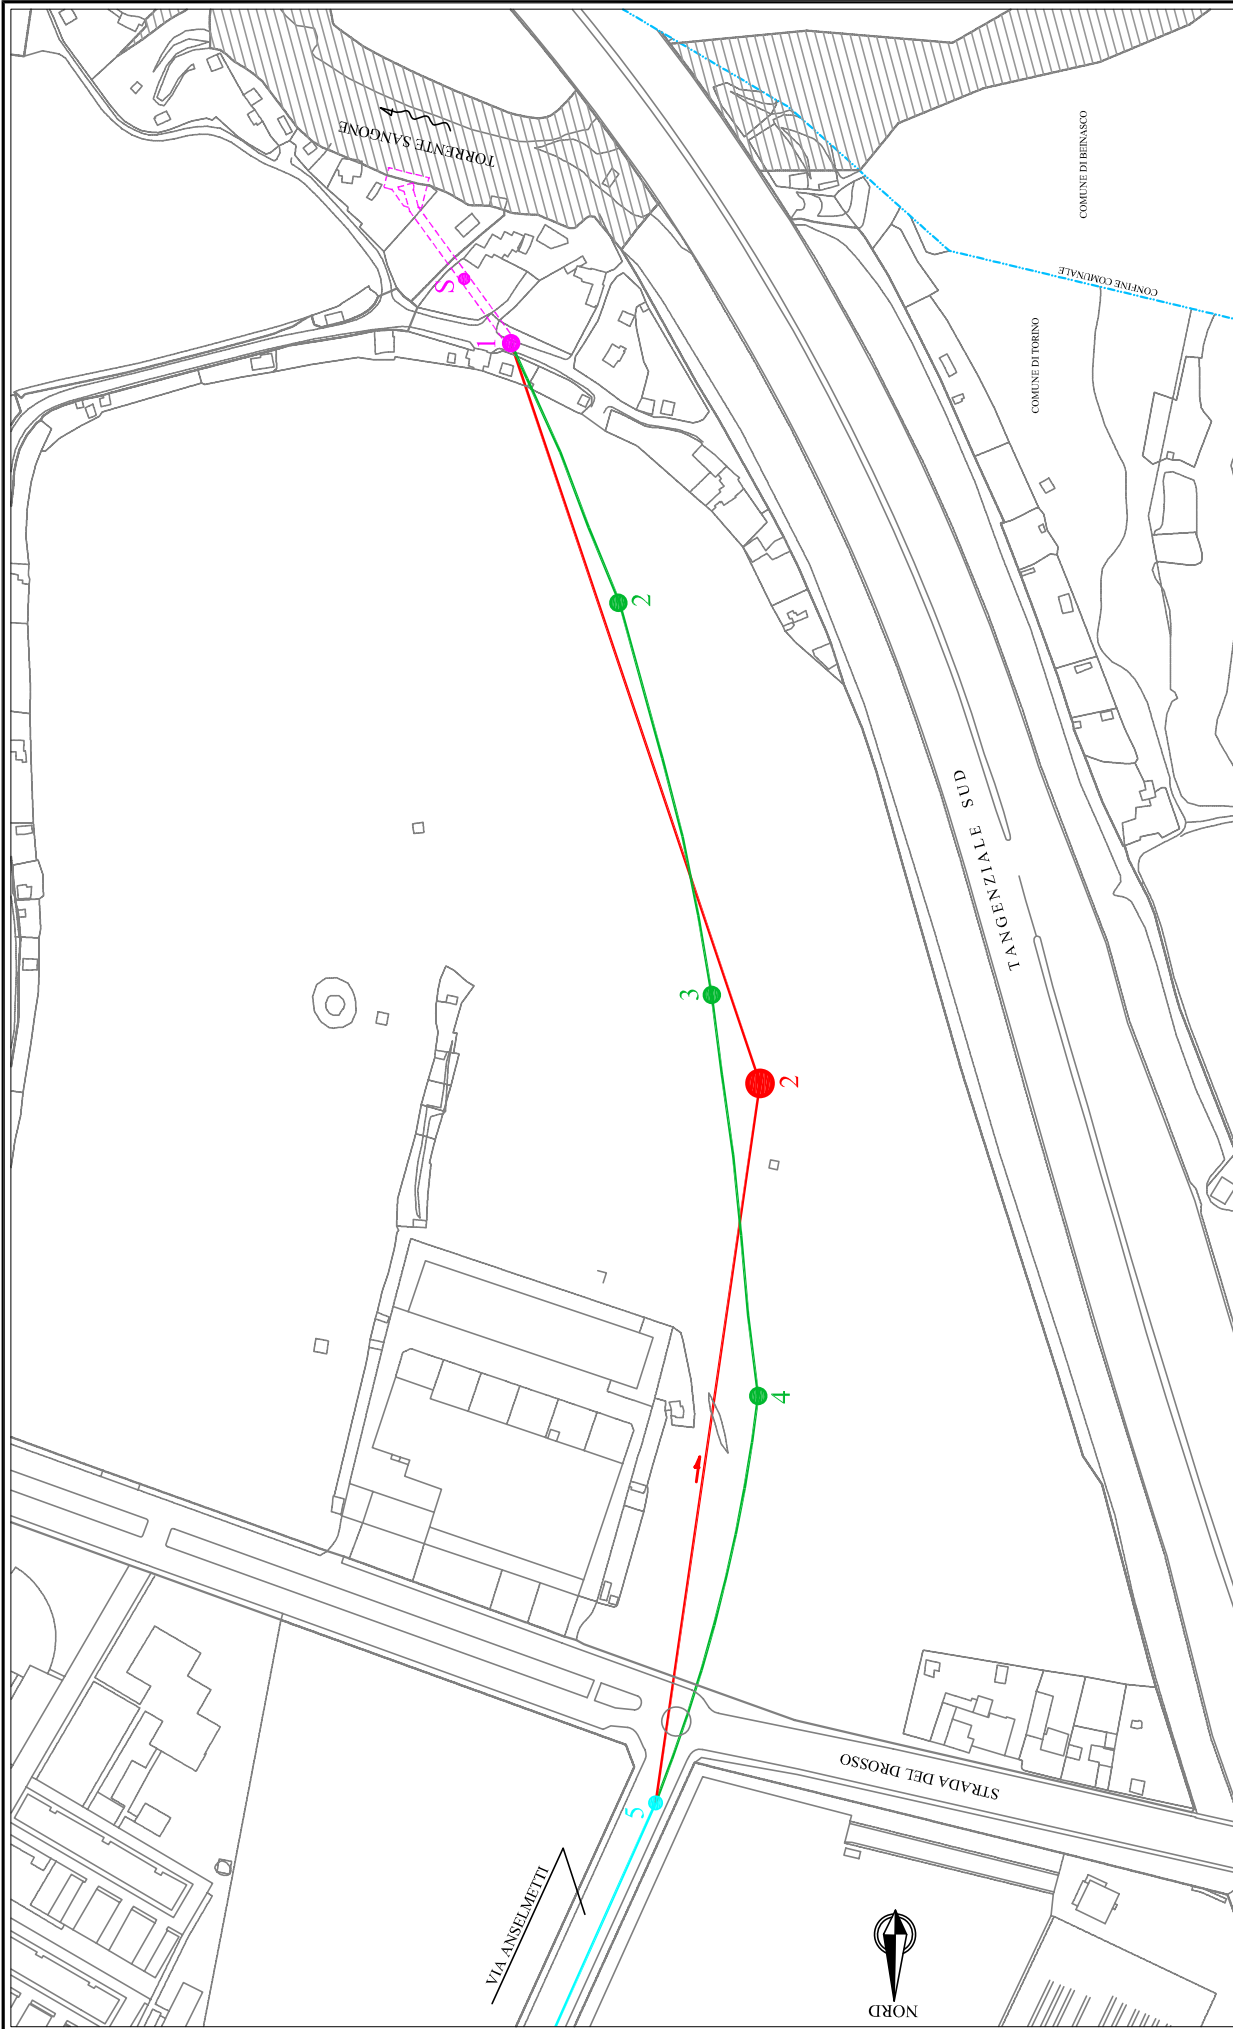 TORRENTE SANGONE
COMUNE DI BEINASCO
CONFINE COMUNALE
COMUNE DI TORINO
S
1
2
TANGENZIALE SUD
3
2
4
STRADA DEL DROSSO
5
VIA ANSELMETTI
NORD